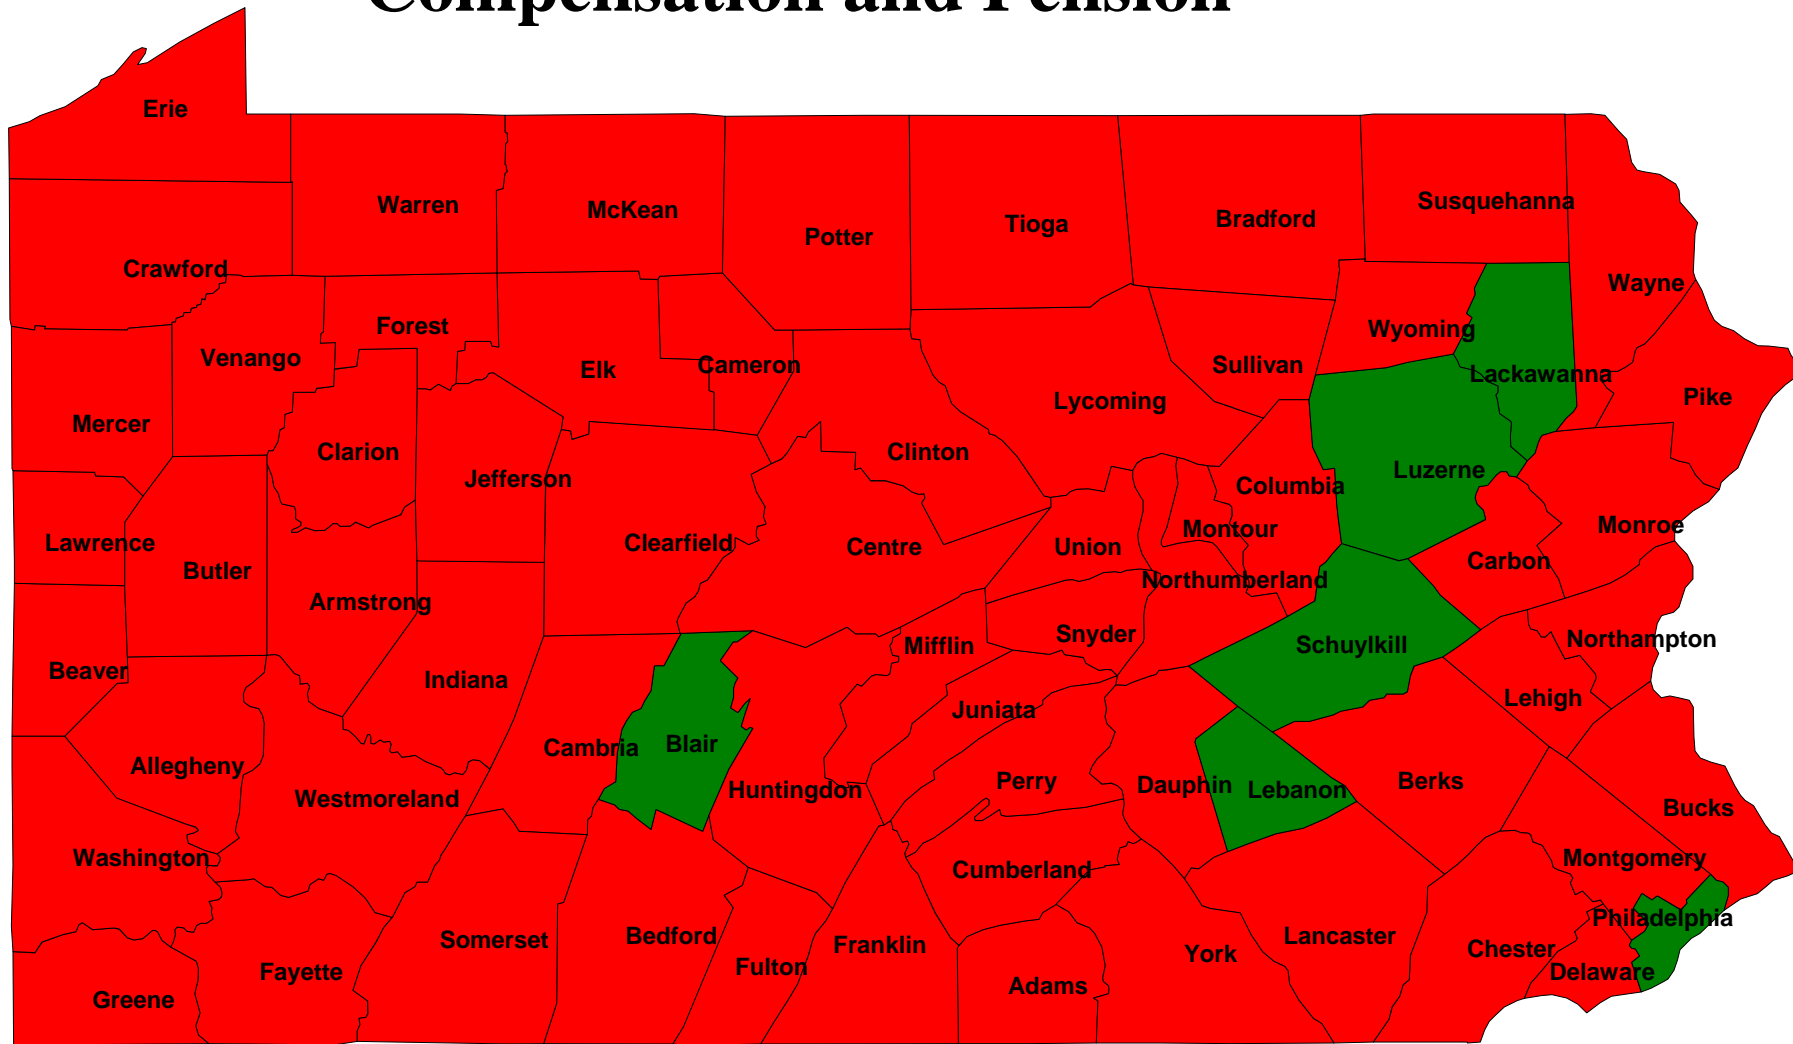 Compensation and Pension
Erie
Warren
McKean
Potter
Tioga
Bradford
Susquehanna
Wayne
Crawford
Forest
Venango
Elk
Cameron
Sullivan
Wyoming
Lackawanna
Pike
Mercer
Clarion
Jefferson
Clinton
Lycoming
Columbia
Luzerne
Monroe
Lawrence
Butler
Armstrong
Clearfield
Centre
Union
Montour
Northumberland
Carbon
Beaver
Indiana
Mifflin
Snyder
Schuylkill
Northampton
Lehigh
Allegheny
Westmoreland
Cambria
Blair
Huntingdon
Juniata
Perry
Dauphin
Lebanon
Berks
Bucks
Washington
Cumberland
Montgomery
Philadelphia
Greene
Fayette
Somerset
Bedford
Fulton
Franklin
Adams
York
Lancaster
Chester
Delaware